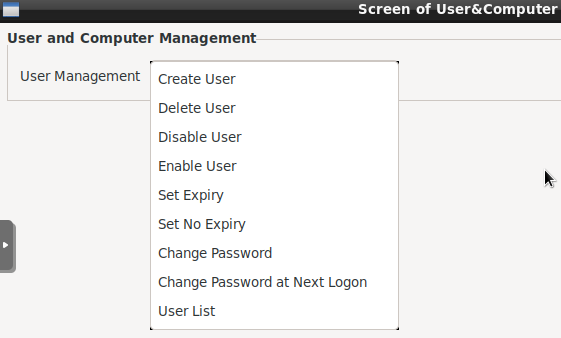 Screen of User&Computer
User and Computer Management
User Management
Create User
Delete User
Disable User
Enable User
Set Expiry
Set No Expiry
Change Password
Change Password at Next Logon
User List